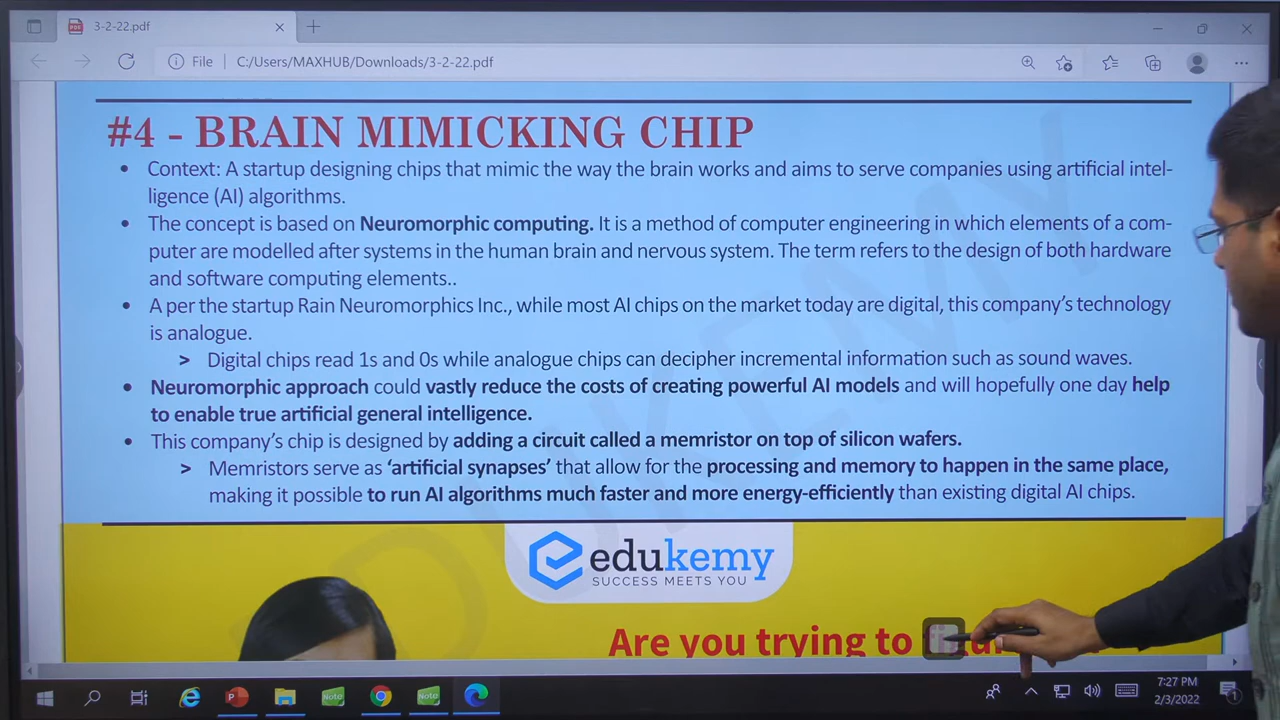 3-2-22.pdf
File
C:/Users/MAXHUB/Downloads/3-2-22.pdf
#4 - BRAIN MIMICKING CHIP
• Context: A startup designing chips that mimic the way the brain works and aims to serve companies using artificial intel-
ligence (AI) algorithms.
• The concept is based on Neuromorphic computing. It is a method of computer engineering in which elements of a com-
puter are modelled after systems in the human brain and nervous system. The term refers to the design of both hardware
and software computing elements..
• A per the startup Rain Neuromorphics Inc., while most AI chips on the market today are digital, this company's technology
is analogue.
> Digital chips read 1s and 0s while analogue chips can decipher incremental information such as sound waves.
• Neuromorphic approach could vastly reduce the costs of creating powerful AI models and will hopefully one day help
to enable true artificial general intelligence.
• This company's chip is designed by adding a circuit called a memristor on top of silicon wafers.
> Memristors serve as 'artificial synapses' that allow for the processing and memory to happen in the same place,
making it possible to run AI algorithms much faster and more energy-efficiently than existing digital AI chips.
edukemy
SUCCESS MEETS YOU
Are you trying to
Note
Note
7:27 PM
2/3/2022